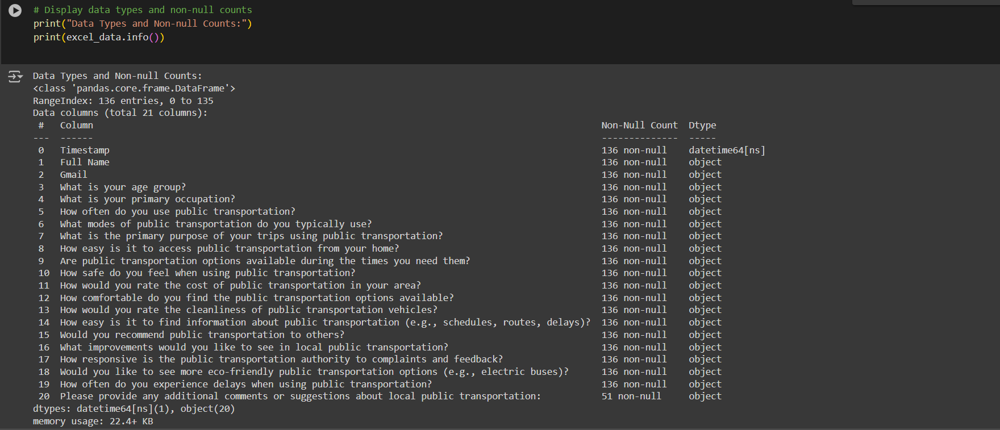 # Display data types and non-null counts
print("Data Types and Non-null Counts:")
print(excel_data.info())
Data Types and Non-null Counts:
<class 'pandas.core.frame.DataFrame'>
RangeIndex: 136 entries, 0 to 135
Data columns (total 21 columns):
 #   Column                                                                                             Non-Null Count  Dtype
---  ------                                                                                             --------------  -----
 0   Timestamp                                                                                          136 non-null    datetime64[ns]
 1   Full Name                                                                                          136 non-null    object
 2   Gmail                                                                                              136 non-null    object
 3   What is your age group?                                                                            136 non-null    object
 4   What is your primary occupation?                                                                   136 non-null    object
 5   How often do you use public transportation?                                                        136 non-null    object
 6   What modes of public transportation do you typically use?                                          136 non-null    object
 7   What is the primary purpose of your trips using public transportation?                             136 non-null    object
 8   How easy is it to access public transportation from your home?                                     136 non-null    object
 9   Are public transportation options available during the times you need them?                        136 non-null    object
 10  How safe do you feel when using public transportation?                                             136 non-null    object
 11  How would you rate the cost of public transportation in your area?                                 136 non-null    object
 12  How comfortable do you find the public transportation options available?                           136 non-null    object
 13  How would you rate the cleanliness of public transportation vehicles?                              136 non-null    object
 14  How easy is it to find information about public transportation (e.g., schedules, routes, delays)?  136 non-null    object
 15  Would you recommend public transportation to others?                                               136 non-null    object
 16  What improvements would you like to see in local public transportation?                            136 non-null    object
 17  How responsive is the public transportation authority to complaints and feedback?                  136 non-null    object
 18  Would you like to see more eco-friendly public transportation options (e.g., electric buses)?      136 non-null    object
 19  How often do you experience delays when using public transportation?                               136 non-null    object
 20  Please provide any additional comments or suggestions about local public transportation:           51 non-null     object
dtypes: datetime64[ns](1), object(20)
memory usage: 22.4+ KB